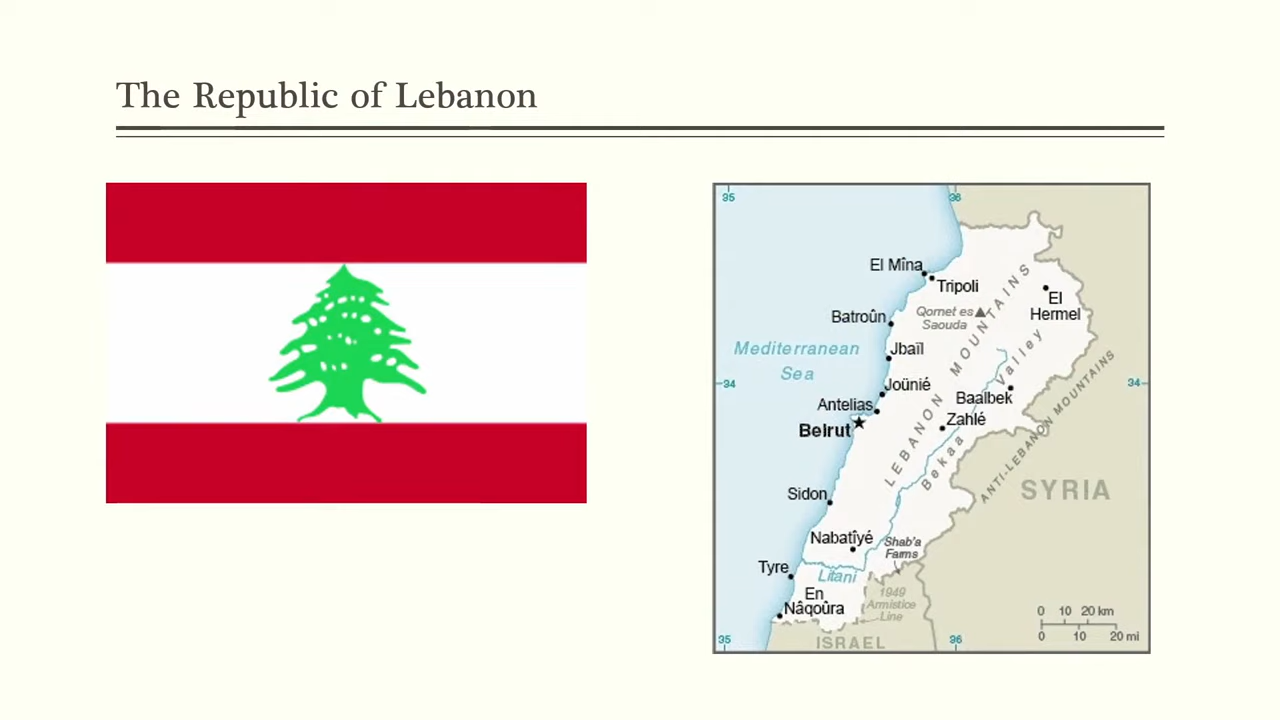 The Republic of Lebanon
35
36
El Mîna
Tripoli
El
Hermel
Qornet es
Saouda
Batroûn
LEBANON MOUNTAINS
Mediterranean
Sea
Jbaïl
Bekaa Valley
34
34
Joünié
ANTI-LEBANON MOUNTAINS
Antelias
Baalbek
Beirut
Zahlé
Sidon
SYRIA
Nabatîyé
Shab'a
Farms
Tyre
Litani
En
Nâqoûra
1949
Armistice
Line
0 10 20 km
0 10 20 mi
35
ISRAEL
36